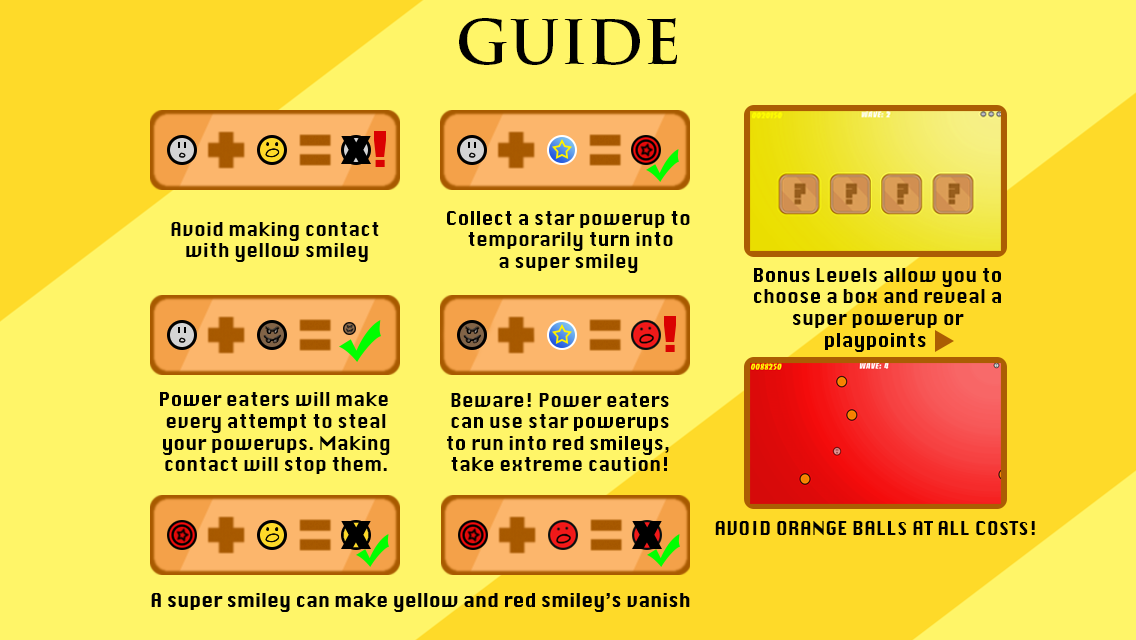 GUIDE
Avoid making contact
with yellow smiley
Collect a star powerup to
temporarily turn into
a super smiley
Power eaters will make
every attempt to steal
your powerups. Making
contact will stop them.
Beware! Power eaters
can use star powerups
to run into red smileys,
take extreme caution!
A super smiley can make yellow and red smiley's vanish
WAVE: 3
? ? ? ?
Bonus Levels allow you to
choose a box and reveal a
super powerup or
playpoints
0088250
WAVE: 4
AVOID ORANGE BALLS AT ALL COSTS!